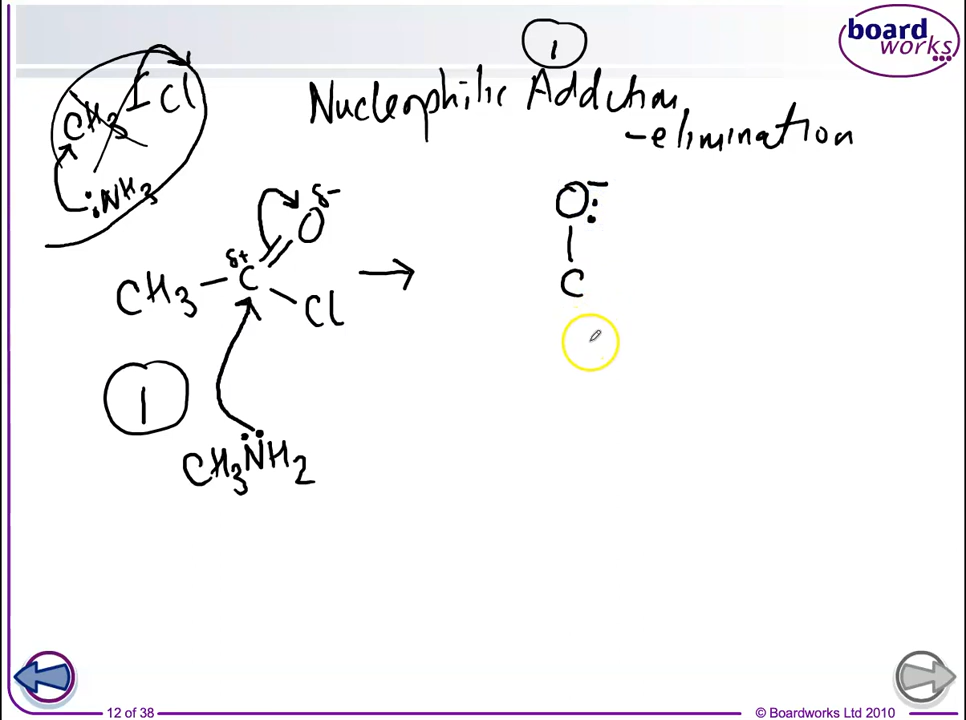 board
works
1
Nucleophilic Addition
-elimination
CH3 Cl
:NH3
δ-
O
δ+
CH3 - C
Cl
O-:
C
1
CH3NH2
12 of 38
© Boardworks Ltd 2010